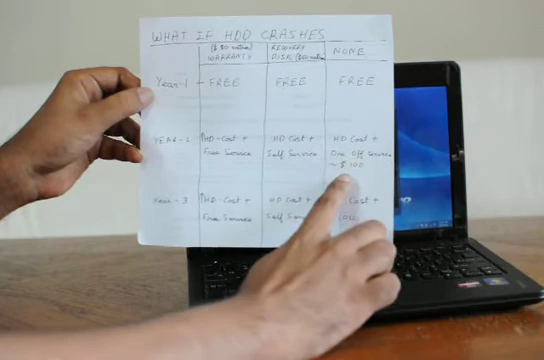 WHAT IF HDD CRASHES
($80 extra) WARRANTY
RECOVERY DISK
NONE
Year-1 - FREE FREE FREE
YEAR-2 ↑HD-Cost + HD Cost + HD Cost +
Free Service Self Service One Off Service
~ $100
Year-3 ↑HD-Cost + HD Cost + Cost +
Free Service Self